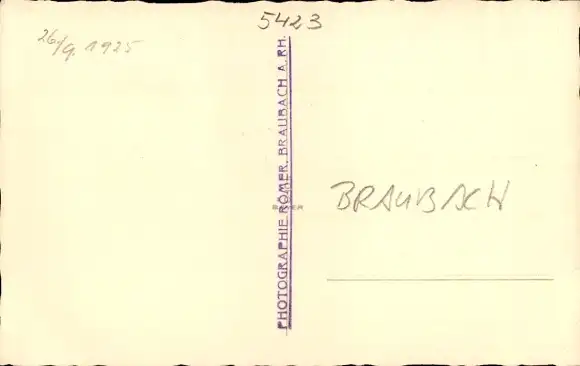 5423
26/9. 1925
PHOTOGRAPHIE RÖMER, BRAUBACH A. RH.
BRAUBACH